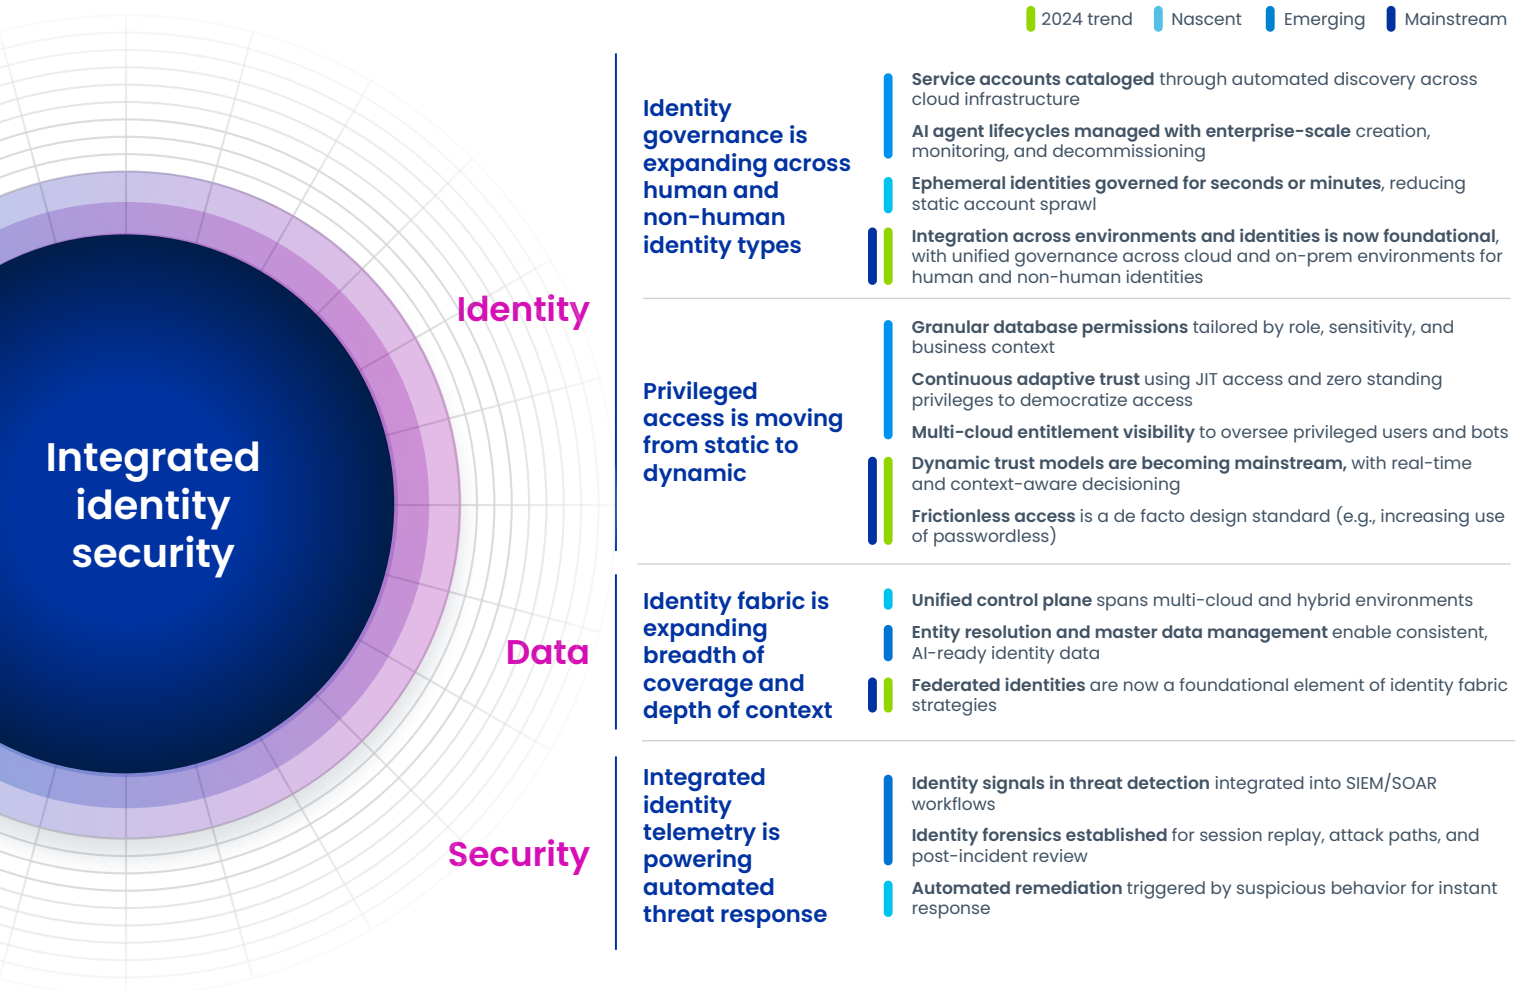 2024 trend
Nascent
Emerging
Mainstream
Integrated
identity
security
Identity
Identity
governance is
expanding across
human and
non-human
identity types
Service accounts cataloged through automated discovery across
cloud infrastructure
AI agent lifecycles managed with enterprise-scale creation,
monitoring, and decommissioning
Ephemeral identities governed for seconds or minutes, reducing
static account sprawl
Integration across environments and identities is now foundational,
with unified governance across cloud and on-prem environments for
human and non-human identities
Privileged
access is moving
from static to
dynamic
Granular database permissions tailored by role, sensitivity, and
business context
Continuous adaptive trust using JIT access and zero standing
privileges to democratize access
Multi-cloud entitlement visibility to oversee privileged users and bots
Dynamic trust models are becoming mainstream, with real-time
and context-aware decisioning
Frictionless access is a de facto design standard (e.g., increasing use
of passwordless)
Data
Identity fabric is
expanding
breadth of
coverage and
depth of context
Unified control plane spans multi-cloud and hybrid environments
Entity resolution and master data management enable consistent,
AI-ready identity data
Federated identities are now a foundational element of identity fabric
strategies
Security
Integrated
identity
telemetry is
powering
automated
threat response
Identity signals in threat detection integrated into SIEM/SOAR
workflows
Identity forensics established for session replay, attack paths, and
post-incident review
Automated remediation triggered by suspicious behavior for instant
response